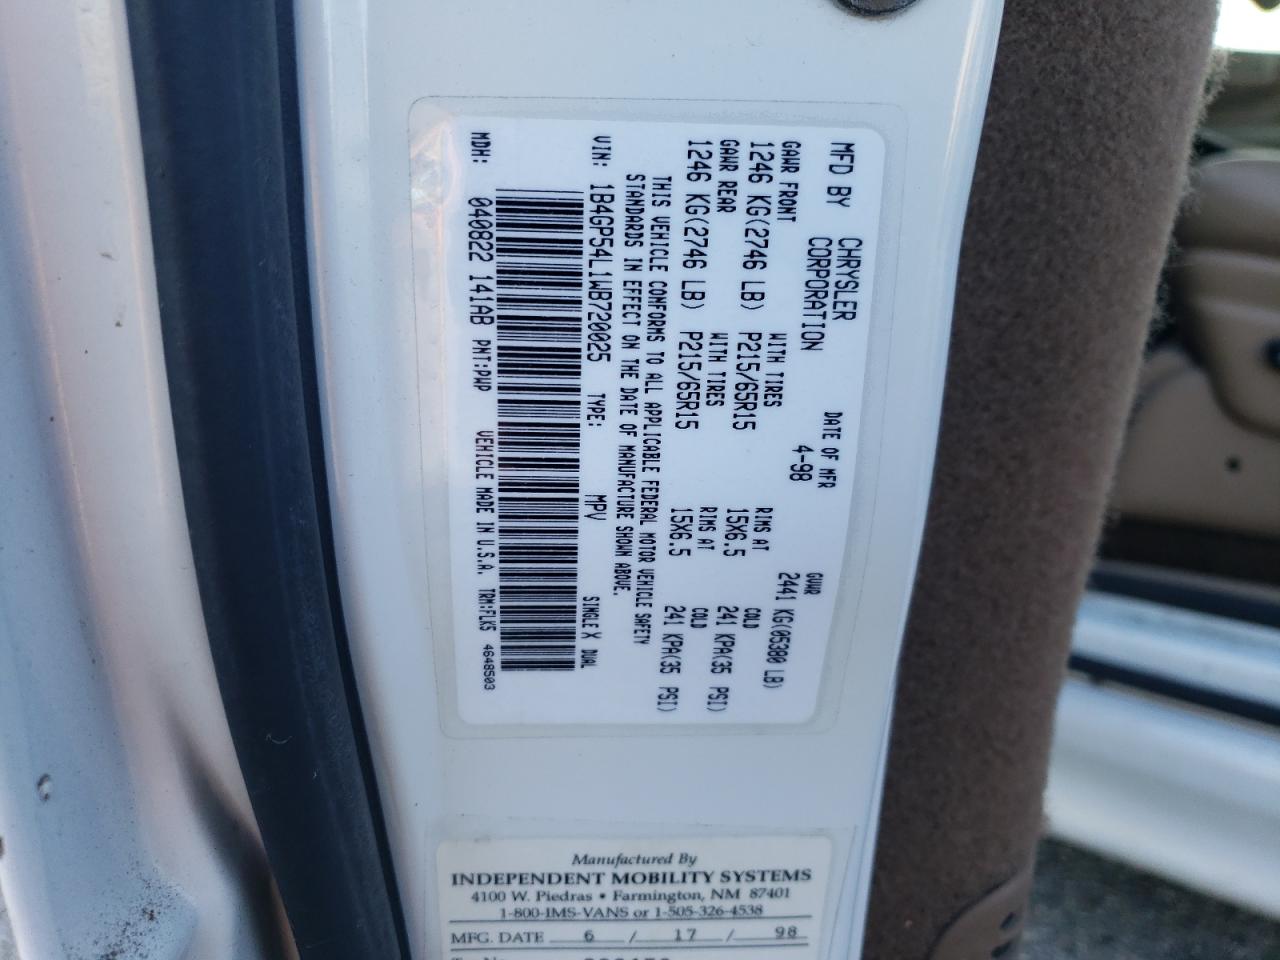 MFD BY CHRYSLER CORPORATION
DATE OF MFR 4-98
GVWR 2441 KG(05380 LB)
GAWR FRONT WITH TIRES RIMS AT COLD
1246 KG(2746 LB) P215/65R15 15X6.5 241 KPA(35 PSI)
GAWR REAR WITH TIRES RIMS AT COLD
1246 KG(2746 LB) P215/65R15 15X6.5 241 KPA(35 PSI)
THIS VEHICLE CONFORMS TO ALL APPLICABLE FEDERAL MOTOR VEHICLE SAFETY
STANDARDS IN EFFECT ON THE DATE OF MANUFACTURE SHOWN ABOVE.
VIN: 1B4GP54L1WB720025 TYPE: MPV SINGLE X DUAL
MDH: 040822 141AB PNT:PWP VEHICLE MADE IN U.S.A. TRM:FLK5 4648503
Manufactured By
INDEPENDENT MOBILITY SYSTEMS
4100 W. Piedras • Farmington, NM 87401
1-800-IMS-VANS or 1-505-326-4538
MFG. DATE 6 / 17 / 98